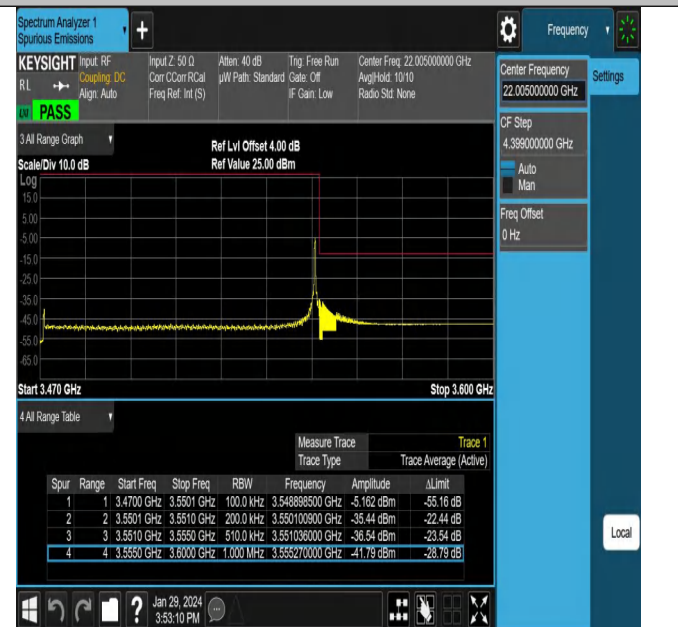 Spectrum Analyzer 1
Spurious Emissions
+
Frequency
KEYSIGHT
RL
PASS
Input: RF
Coupling: DC
Align: Auto
Input Z: 50 Ω
Corr CCorr RCal
Freq Ref: Int (S)
Atten: 40 dB
µW Path: Standard
Trig: Free Run
Gate: Off
IF Gain: Low
Center Freq: 22.005000000 GHz
Avg|Hold: 10/10
Radio Std: None
Center Frequency
22.005000000 GHz
Settings
CF Step
4.399000000 GHz
Auto
Man
Freq Offset
0 Hz
3 All Range Graph
Ref Lvl Offset 4.00 dB
Scale/Div 10.0 dB
Ref Value 25.00 dBm
Log
15.0
5.00
-5.00
-15.0
-25.0
-35.0
-45.0
-55.0
-65.0
Start 3.470 GHz
Stop 3.600 GHz
4 All Range Table
Measure Trace Trace 1
Trace Type Trace Average (Active)
Spur Range Start Freq Stop Freq RBW Frequency Amplitude ΔLimit
1 1 3.4700 GHz 3.5501 GHz 100.0 kHz 3.548898500 GHz -5.162 dBm -55.16 dB
2 2 3.5501 GHz 3.5510 GHz 200.0 kHz 3.550100900 GHz -35.44 dBm -22.44 dB
3 3 3.5510 GHz 3.5550 GHz 510.0 kHz 3.551036000 GHz -36.54 dBm -23.54 dB
4 4 3.5550 GHz 3.6000 GHz 1.000 MHz 3.555270000 GHz -41.79 dBm -28.79 dB
Local
?
Jan 29, 2024
3:53:10 PM